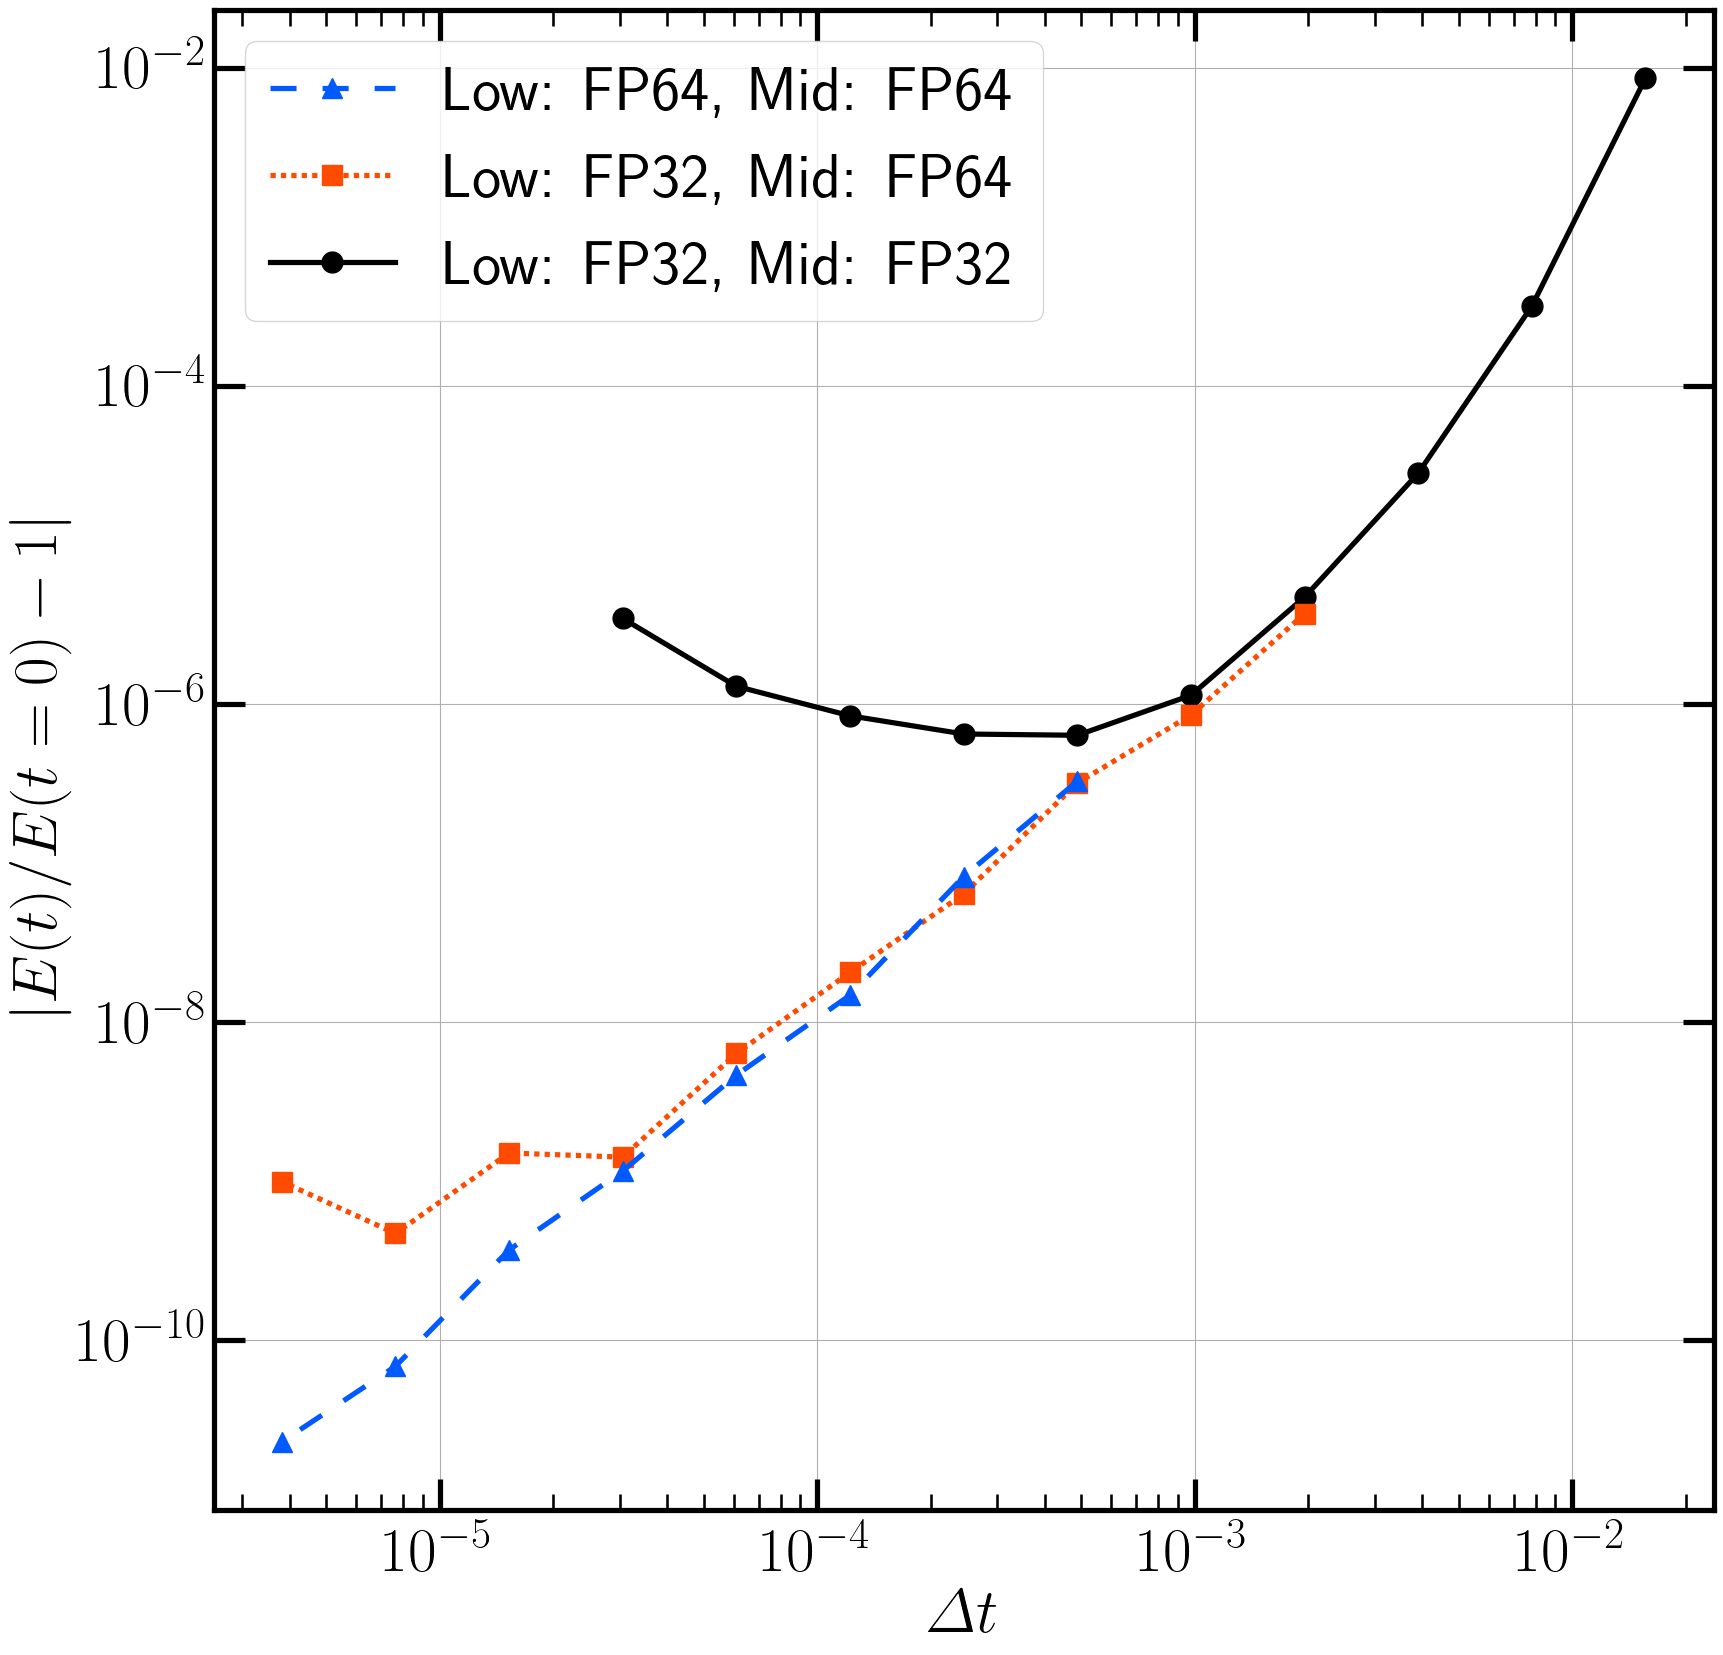 Low: FP64, Mid: FP64
Low: FP32, Mid: FP64
Low: FP32, Mid: FP32
10⁻²
10⁻⁴
10⁻⁶
10⁻⁸
10⁻¹⁰
|E(t)/E(t = 0) − 1|
10⁻⁵ 10⁻⁴ 10⁻³ 10⁻²
Δt